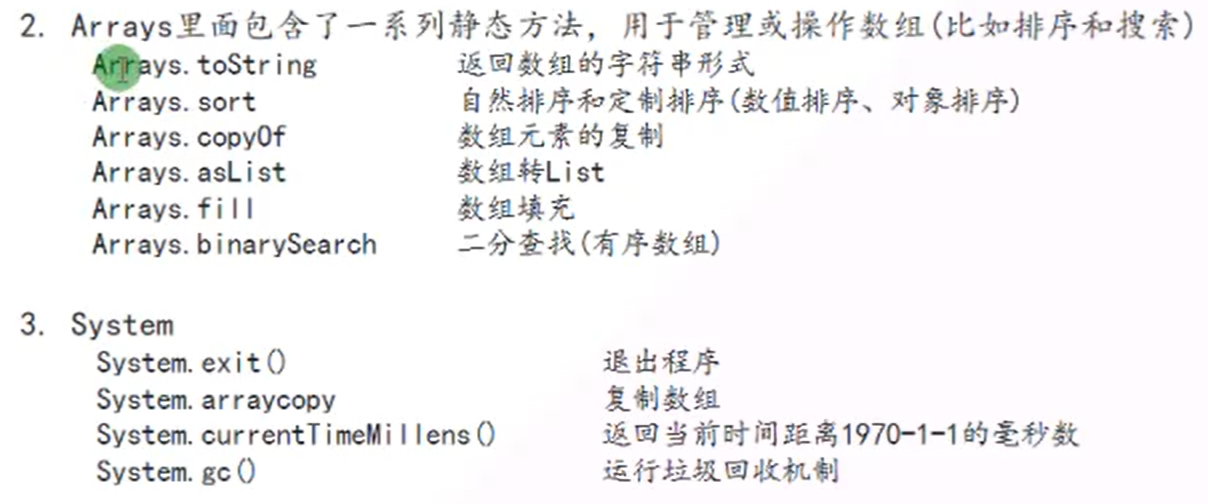 2. Arrays里面包含了一系列静态方法，用于管理或操作数组(比如排序和搜索)
Arrays.toString 返回数组的字符串形式
Arrays.sort 自然排序和定制排序(数值排序、对象排序)
Arrays.copyOf 数组元素的复制
Arrays.asList 数组转List
Arrays.fill 数组填充
Arrays.binarySearch 二分查找(有序数组)
3. System
System.exit() 退出程序
System.arraycopy 复制数组
System.currentTimeMillens() 返回当前时间距离1970-1-1的毫秒数
System.gc() 运行垃圾回收机制